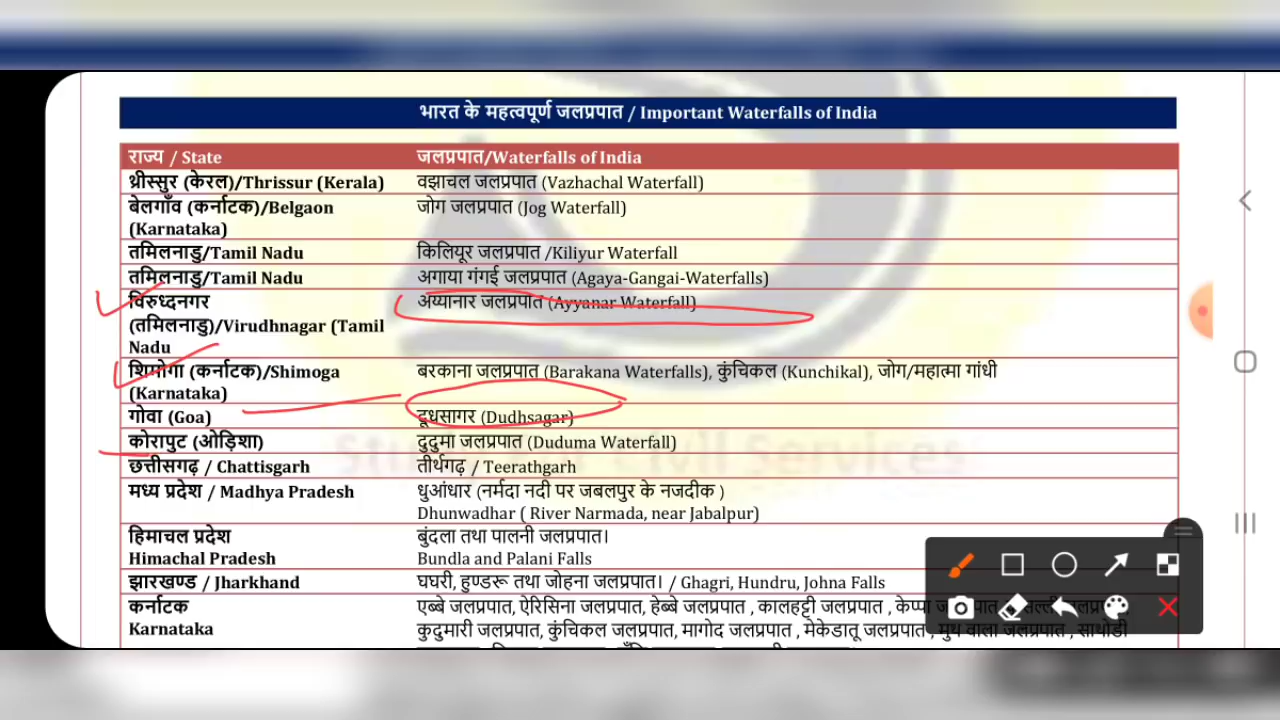 भारत के महत्वपूर्ण जलप्रपात / Important Waterfalls of India
राज्य / State जलप्रपात/Waterfalls of India
थ्रीस्सुर (केरल)/Thrissur (Kerala) वझाचल जलप्रपात (Vazhachal Waterfall)
बेलगाँव (कर्नाटक)/Belgaon जोग जलप्रपात (Jog Waterfall)
(Karnataka)
तमिलनाडु/Tamil Nadu किलियूर जलप्रपात /Kiliyur Waterfall
तमिलनाडु/Tamil Nadu अगाया गंगई जलप्रपात (Agaya-Gangai-Waterfalls)
विरुध्दनगर अय्यानार जलप्रपात (Ayyanar Waterfall)
(तमिलनाडु)/Virudhnagar (Tamil
Nadu
शिमोगा (कर्नाटक)/Shimoga बरकाना जलप्रपात (Barakana Waterfalls), कुंचिकल (Kunchikal), जोग/महात्मा गांधी
(Karnataka)
गोवा (Goa) दूधसागर (Dudhsagar)
कोरापुट (ओड़िशा) दुदुमा जलप्रपात (Duduma Waterfall)
छत्तीसगढ़ / Chattisgarh तीर्थगढ़ / Teerathgarh
मध्य प्रदेश / Madhya Pradesh धुआंधार (नर्मदा नदी पर जबलपुर के नजदीक )
Dhunwadhar ( River Narmada, near Jabalpur)
हिमाचल प्रदेश बुंदला तथा पालनी जलप्रपात।
Himachal Pradesh Bundla and Palani Falls
झारखण्ड / Jharkhand घघरी, हुण्डरू तथा जोहना जलप्रपात। / Ghagri, Hundru, Johna Falls
कर्नाटक एब्बे जलप्रपात, ऐरिसिना जलप्रपात, हेब्बे जलप्रपात , कालहट्टी जलप्रपात , केप्पा
Karnataka कुदुमारी जलप्रपात, कुंचिकल जलप्रपात, मागोद जलप्रपात , मेकेडातू जलप्रपात , मुथ वाला जलप्रपात , साथोडी